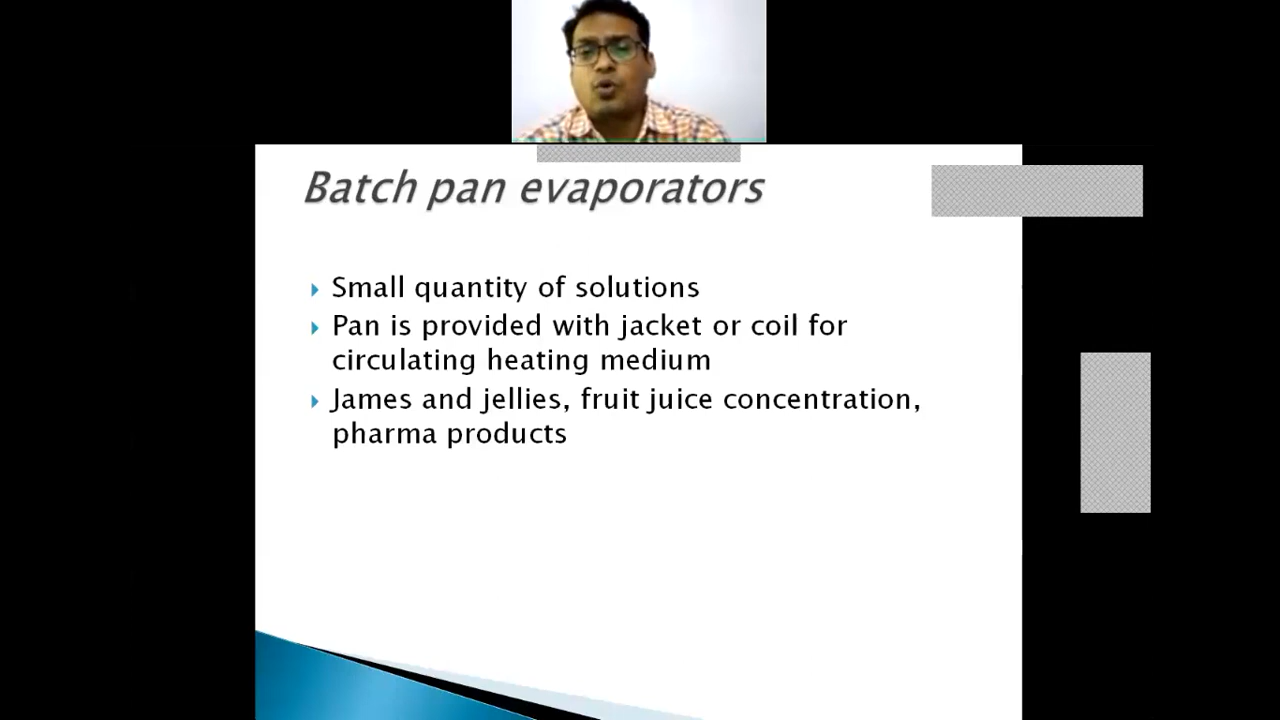 Batch pan evaporators
Small quantity of solutions
Pan is provided with jacket or coil for
circulating heating medium
James and jellies, fruit juice concentration,
pharma products